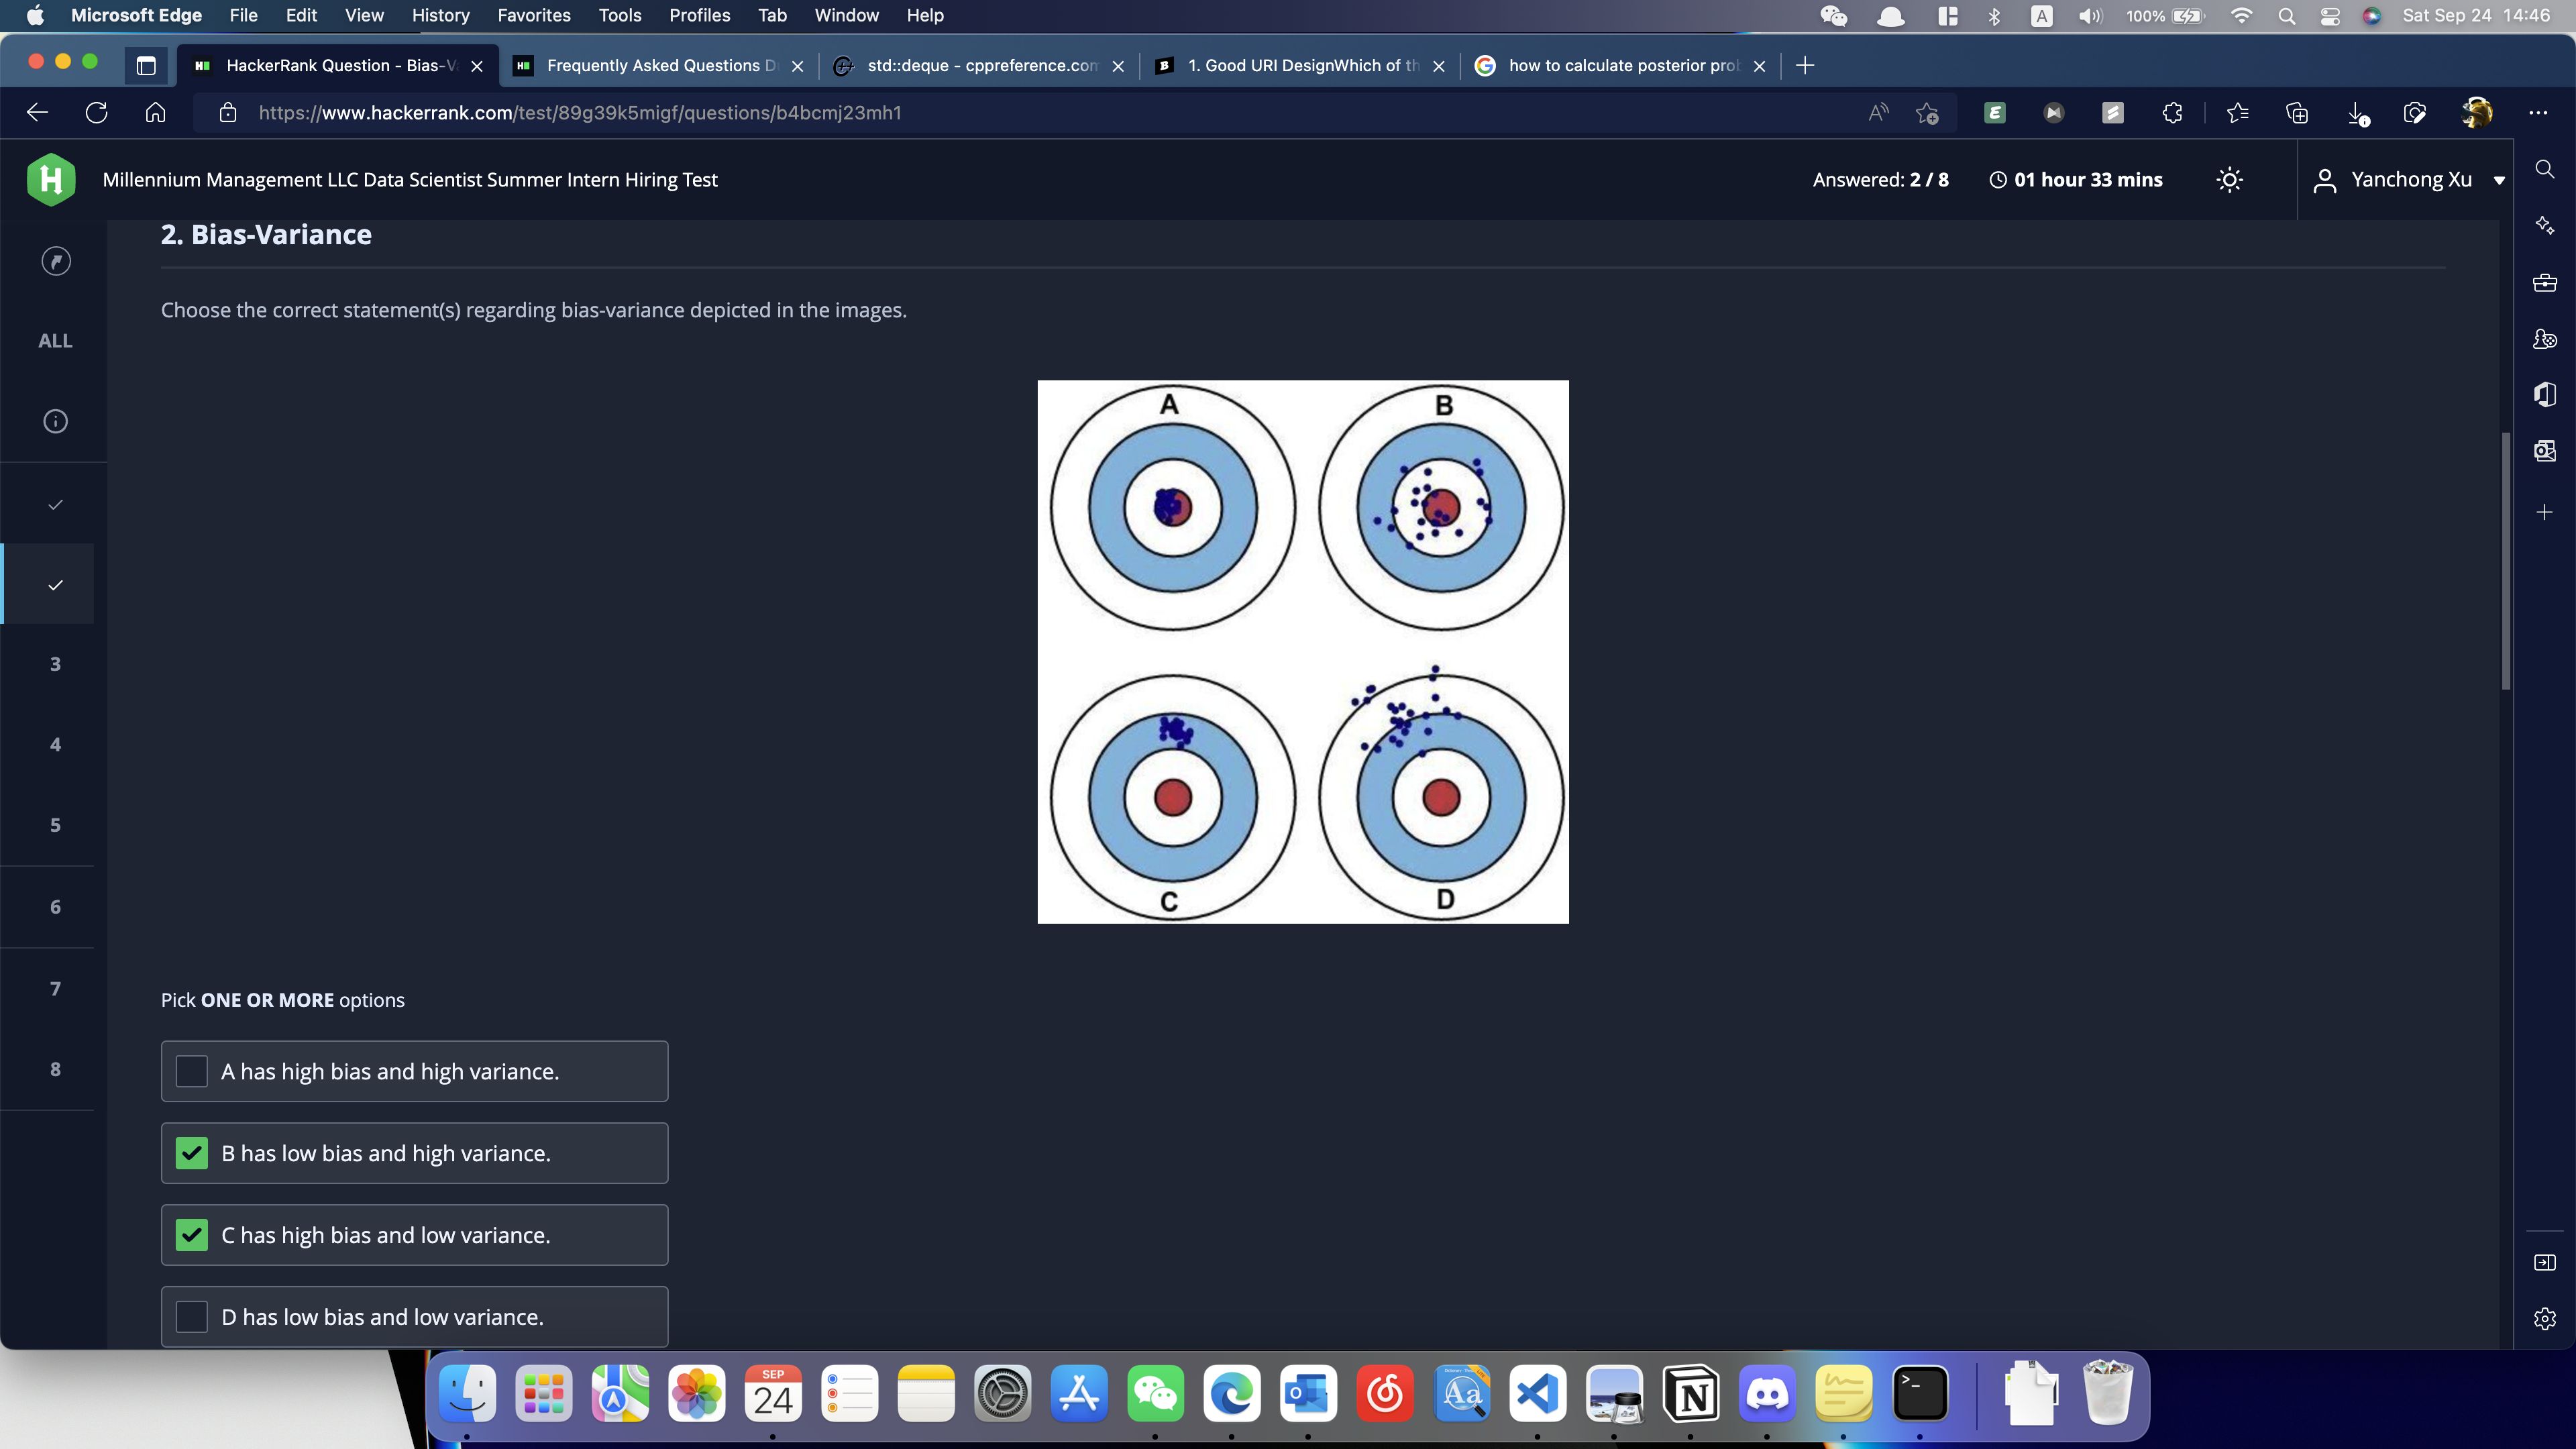 Microsoft Edge File Edit View History Favorites Tools Profiles Tab Window Help A 100% Sat Sep 24 14:46
HackerRank Question - Bias-V Frequently Asked Questions D std::deque - cppreference.com 1. Good URI DesignWhich of th how to calculate posterior prob
https://www.hackerrank.com/test/89g39k5migf/questions/b4bcmj23mh1
Millennium Management LLC Data Scientist Summer Intern Hiring Test Answered: 2 / 8 01 hour 33 mins Yanchong Xu
2. Bias-Variance
Choose the correct statement(s) regarding bias-variance depicted in the images.
ALL
A B
3
4
5
C D
6
7
Pick ONE OR MORE options
8
A has high bias and high variance.
B has low bias and high variance.
C has high bias and low variance.
D has low bias and low variance.
SEP
24
Aa